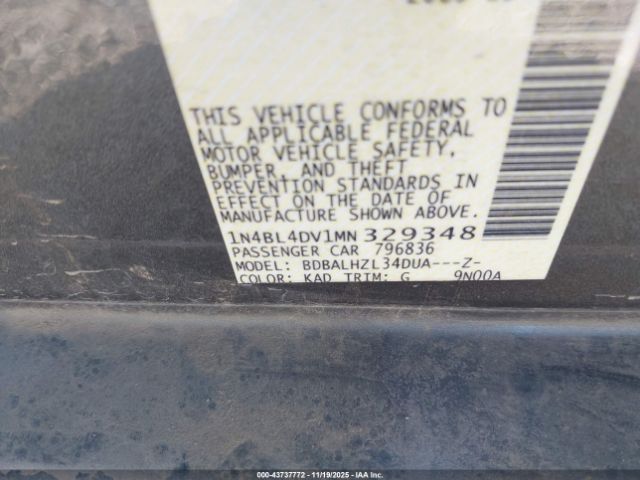 THIS VEHICLE CONFORMS TO
ALL APPLICABLE FEDERAL
MOTOR VEHICLE SAFETY,
BUMPER, AND THEFT
PREVENTION STANDARDS IN
EFFECT ON THE DATE OF
MANUFACTURE SHOWN ABOVE.
1N4BL4DV1MN329348
PASSENGER CAR 796836
MODEL: BDBALHZL34DUA---Z-
COLOR: KAD TRIM: G 9N00A
000-43737772 - 11/19/2025 - IAA Inc.